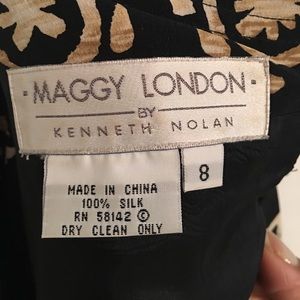 MAGGY LONDON
BY
KENNETH NOLAN
8
MADE IN CHINA
100% SILK
RN 58142 ©
DRY CLEAN ONLY